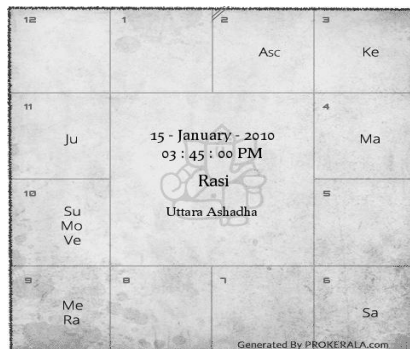 12 1 2 3
Asc Ke
11 4
Ju Ma
15 - January - 2010
03 : 45 : 00 PM
Rasi
Uttara Ashadha
10 5
Su
Mo
Ve
9 8 7 6
Me
Ra
Sa
Generated By PROKERALA.com